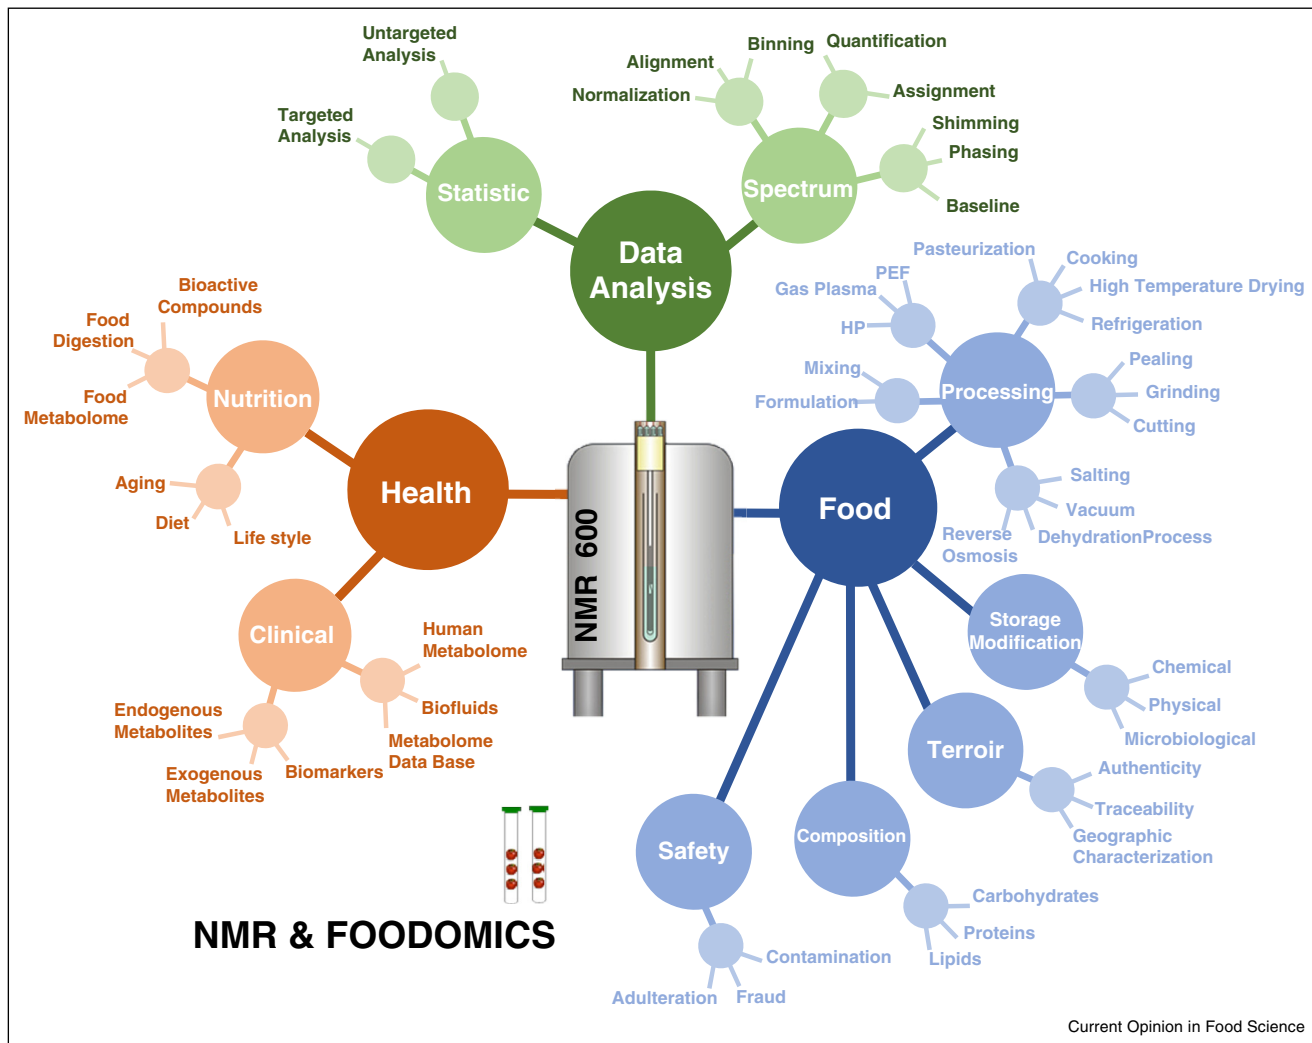 Untargeted
Analysis
Targeted
Analysis
Statistic
Alignment
Normalization
Binning
Quantification
Assignment
Shimming
Phasing
Baseline
Spectrum
Data
Analysis
Bioactive
Compounds
Food
Digestion
Food
Metabolome
Nutrition
Aging
Diet
Life style
Health
Clinical
Human
Metabolome
Biofluids
Metabolome
Data Base
Endogenous
Metabolites
Exogenous
Metabolites
Biomarkers
NMR 600
Food
Pasteurization
Cooking
High Temperature Drying
Refrigeration
PEF
Gas Plasma
HP
Mixing
Formulation
Processing
Pealing
Grinding
Cutting
Salting
Vacuum
DehydrationProcess
Reverse
Osmosis
Storage
Modification
Chemical
Physical
Microbiological
Terroir
Authenticity
Traceability
Geographic
Characterization
Composition
Carbohydrates
Proteins
Lipids
Safety
Contamination
Fraud
Adulteration
NMR & FOODOMICS
Current Opinion in Food Science